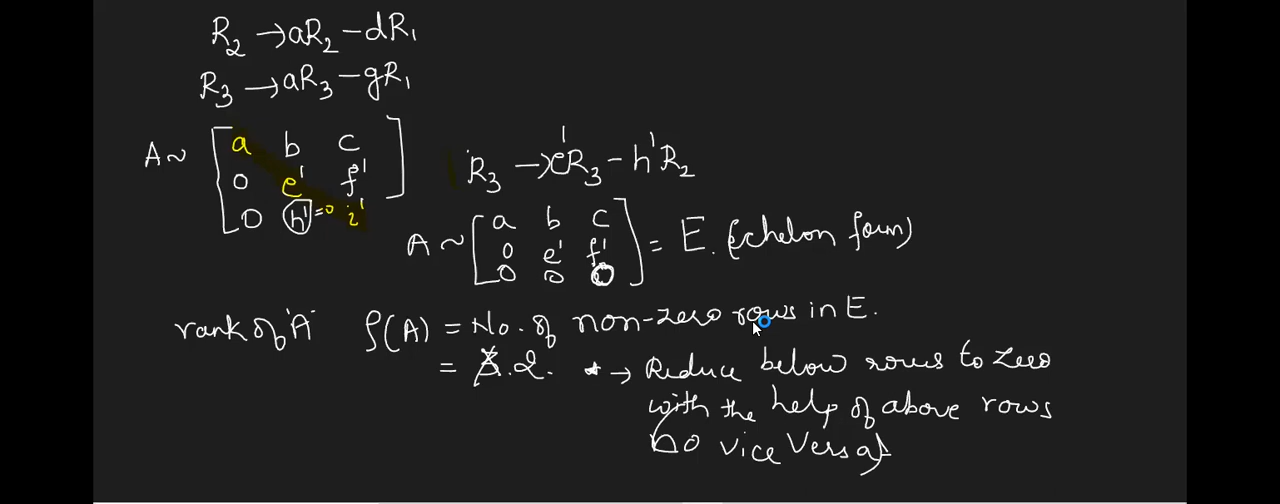 R₂ → aR₂ − dR₁
R₃ → aR₃ − gR₁
A ~ [a b c
0 e' f'
0 h'=0 i']
R₃ → e'R₃ − h'R₂
A ~ [a b c
0 e' f'
0 0 0] = E. (Echelon form)
rank of 'A' ρ(A) = No. of non-zero rows in E.
= 3.2. * → Reduce below rows to zero
with the help of above rows
no vice versa